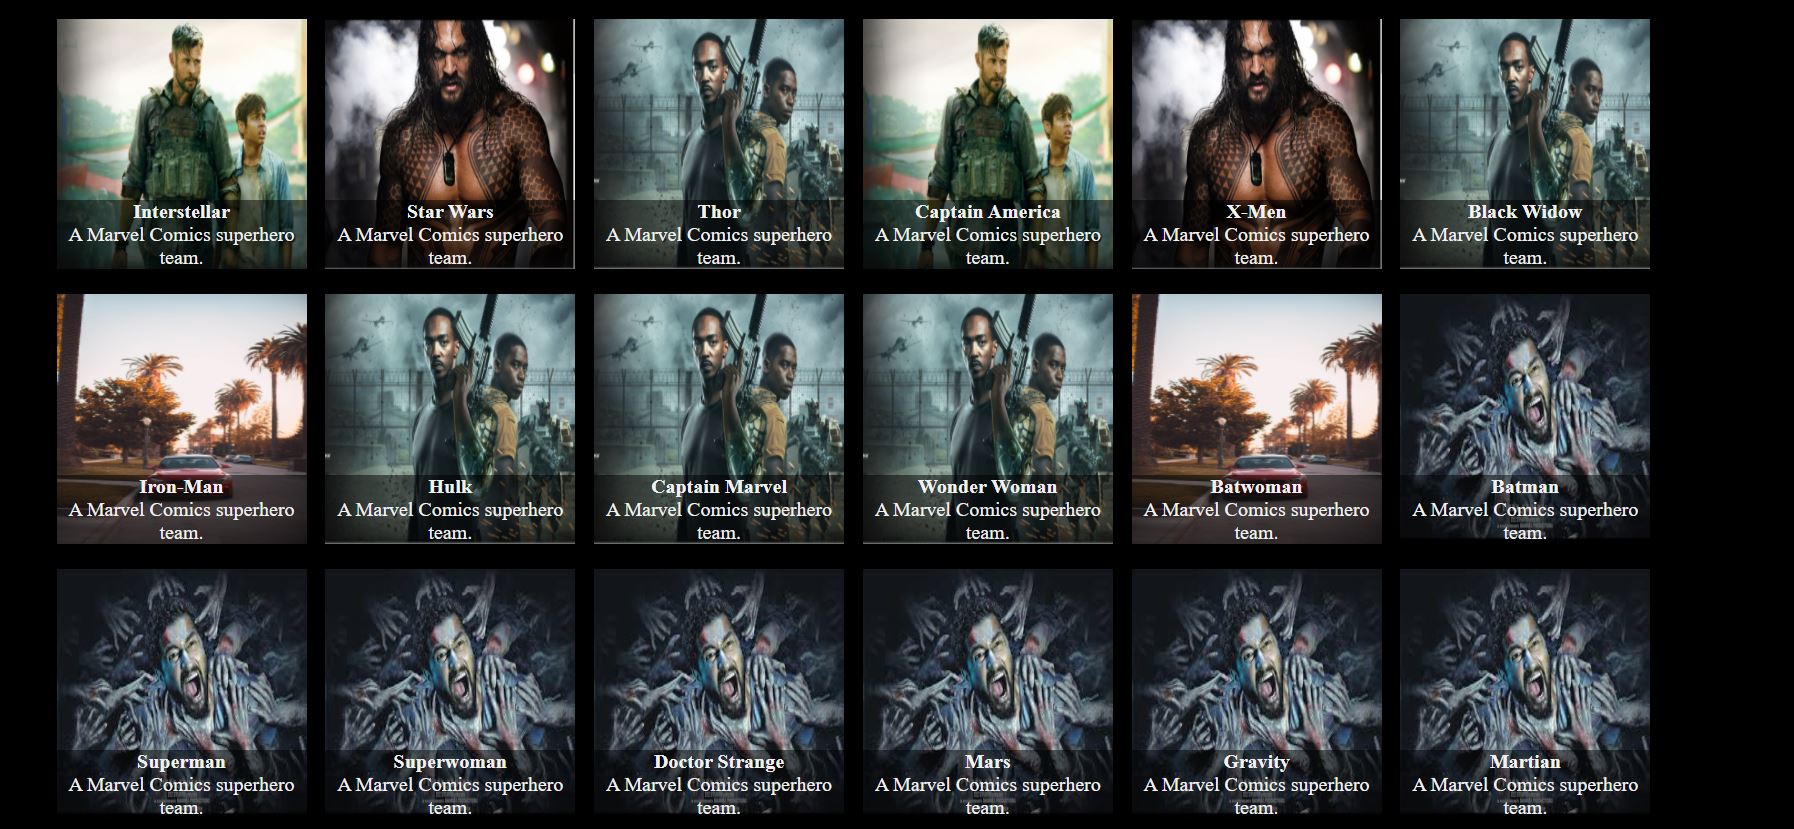 Interstellar
A Marvel Comics superhero
team.
Star Wars
A Marvel Comics superhero
team.
Thor
A Marvel Comics superhero
team.
Captain America
A Marvel Comics superhero
team.
X-Men
A Marvel Comics superhero
team.
Black Widow
A Marvel Comics superhero
team.
Iron-Man
A Marvel Comics superhero
team.
Hulk
A Marvel Comics superhero
team.
Captain Marvel
A Marvel Comics superhero
team.
Wonder Woman
A Marvel Comics superhero
team.
Batwoman
A Marvel Comics superhero
team.
Batman
A Marvel Comics superhero
team.
Superman
A Marvel Comics superhero
team.
Superwoman
A Marvel Comics superhero
team.
Doctor Strange
A Marvel Comics superhero
team.
Mars
A Marvel Comics superhero
team.
Gravity
A Marvel Comics superhero
team.
Martian
A Marvel Comics superhero
team.